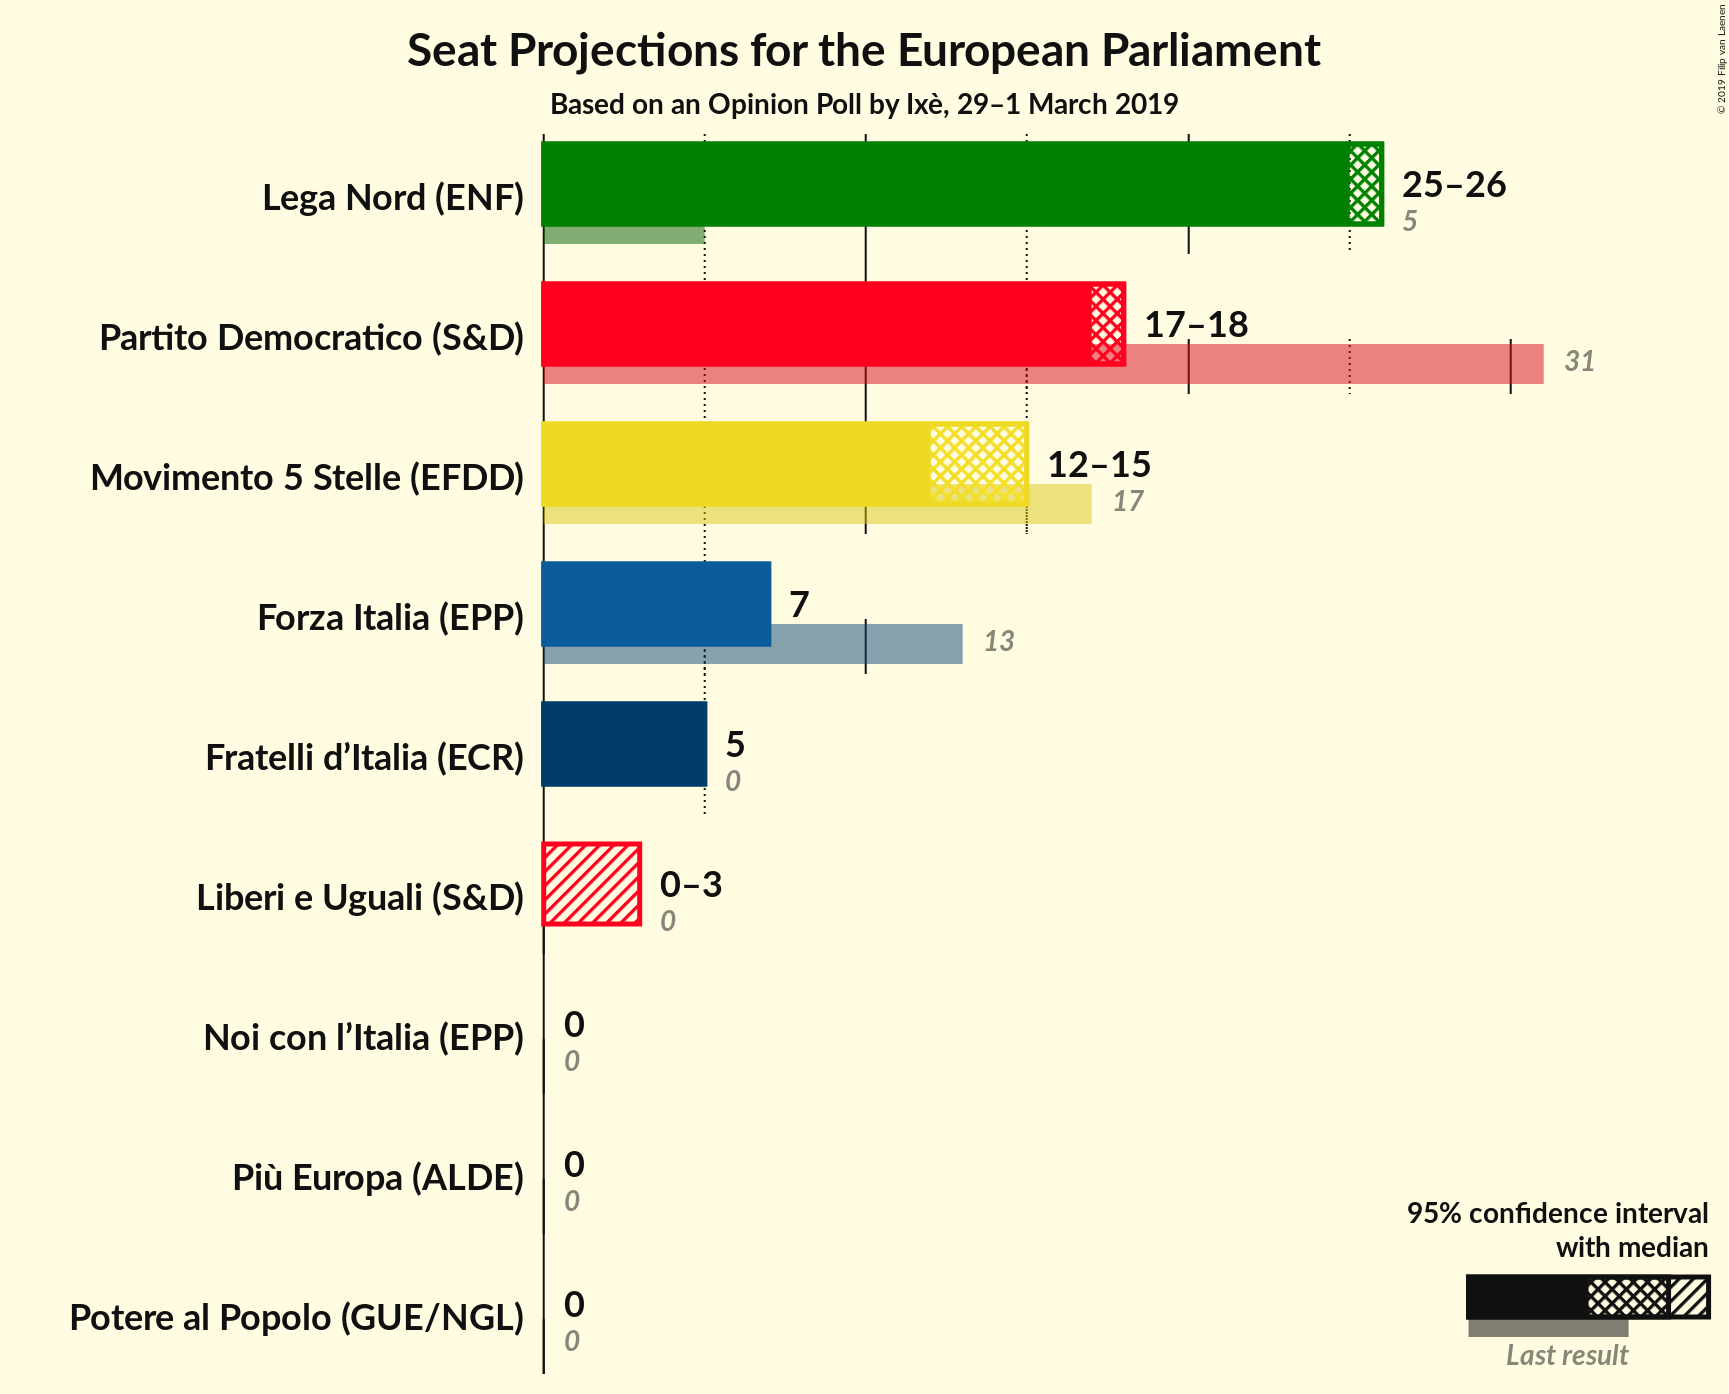 Seat Projections for the European Parliament
Based on an Opinion Poll by Ixè, 29–1 March 2019
© 2019 Filip van Laenen
Lega Nord (ENF)
25–26
5
Partito Democratico (S&D)
17–18
31
Movimento 5 Stelle (EFDD)
12–15
17
Forza Italia (EPP)
7
13
Fratelli d’Italia (ECR)
5
0
Liberi e Uguali (S&D)
0–3
0
Noi con l’Italia (EPP)
0
0
Più Europa (ALDE)
0
0
Potere al Popolo (GUE/NGL)
0
0
95% confidence interval
with median
Last result